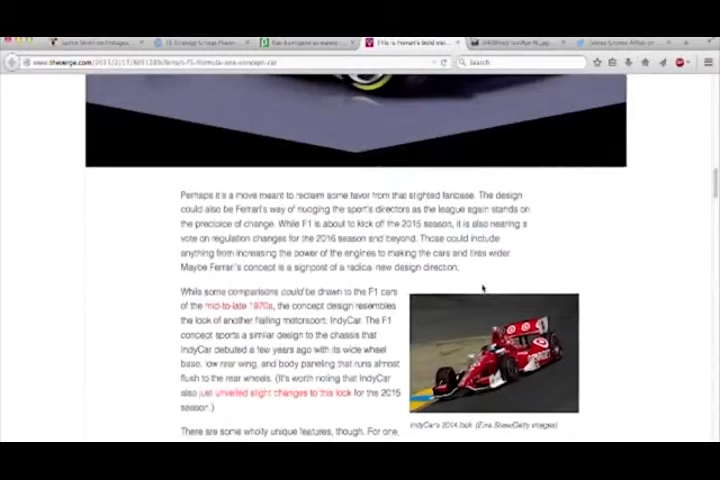 This is Ferrari's bold
www.theverge.com/2015/2/17/8051289/ferrari-f1-formula-one-concept-car
Search
Perhaps it's a move meant to reclaim some favor from that slighted fanbase. The design
could also be Ferrari's way of nudging the sport's directors as the league again stands on
the precipice of change. While F1 is about to kick off the 2015 season, it is also nearing a
vote on regulation changes for the 2016 season and beyond. Those could include
anything from increasing the power of the engines to making the cars and tires wider.
Maybe Ferrari's concept is a signpost of a radical new design direction.
While some comparisons could be drawn to the F1 cars
of the mid-to-late 1970s, the concept design resembles
the look of another flailing motorsport: IndyCar. The F1
concept sports a similar design to the chassis that
IndyCar debuted a few years ago with its wide wheel
base, low rear wing, and body paneling that runs almost
flush to the rear wheels. (It's worth noting that IndyCar
also just unveiled slight changes to this look for the 2015
season.)
IndyCar's 2014 look (Ezra Shaw/Getty Images)
There are some wholly unique features, though. For one,